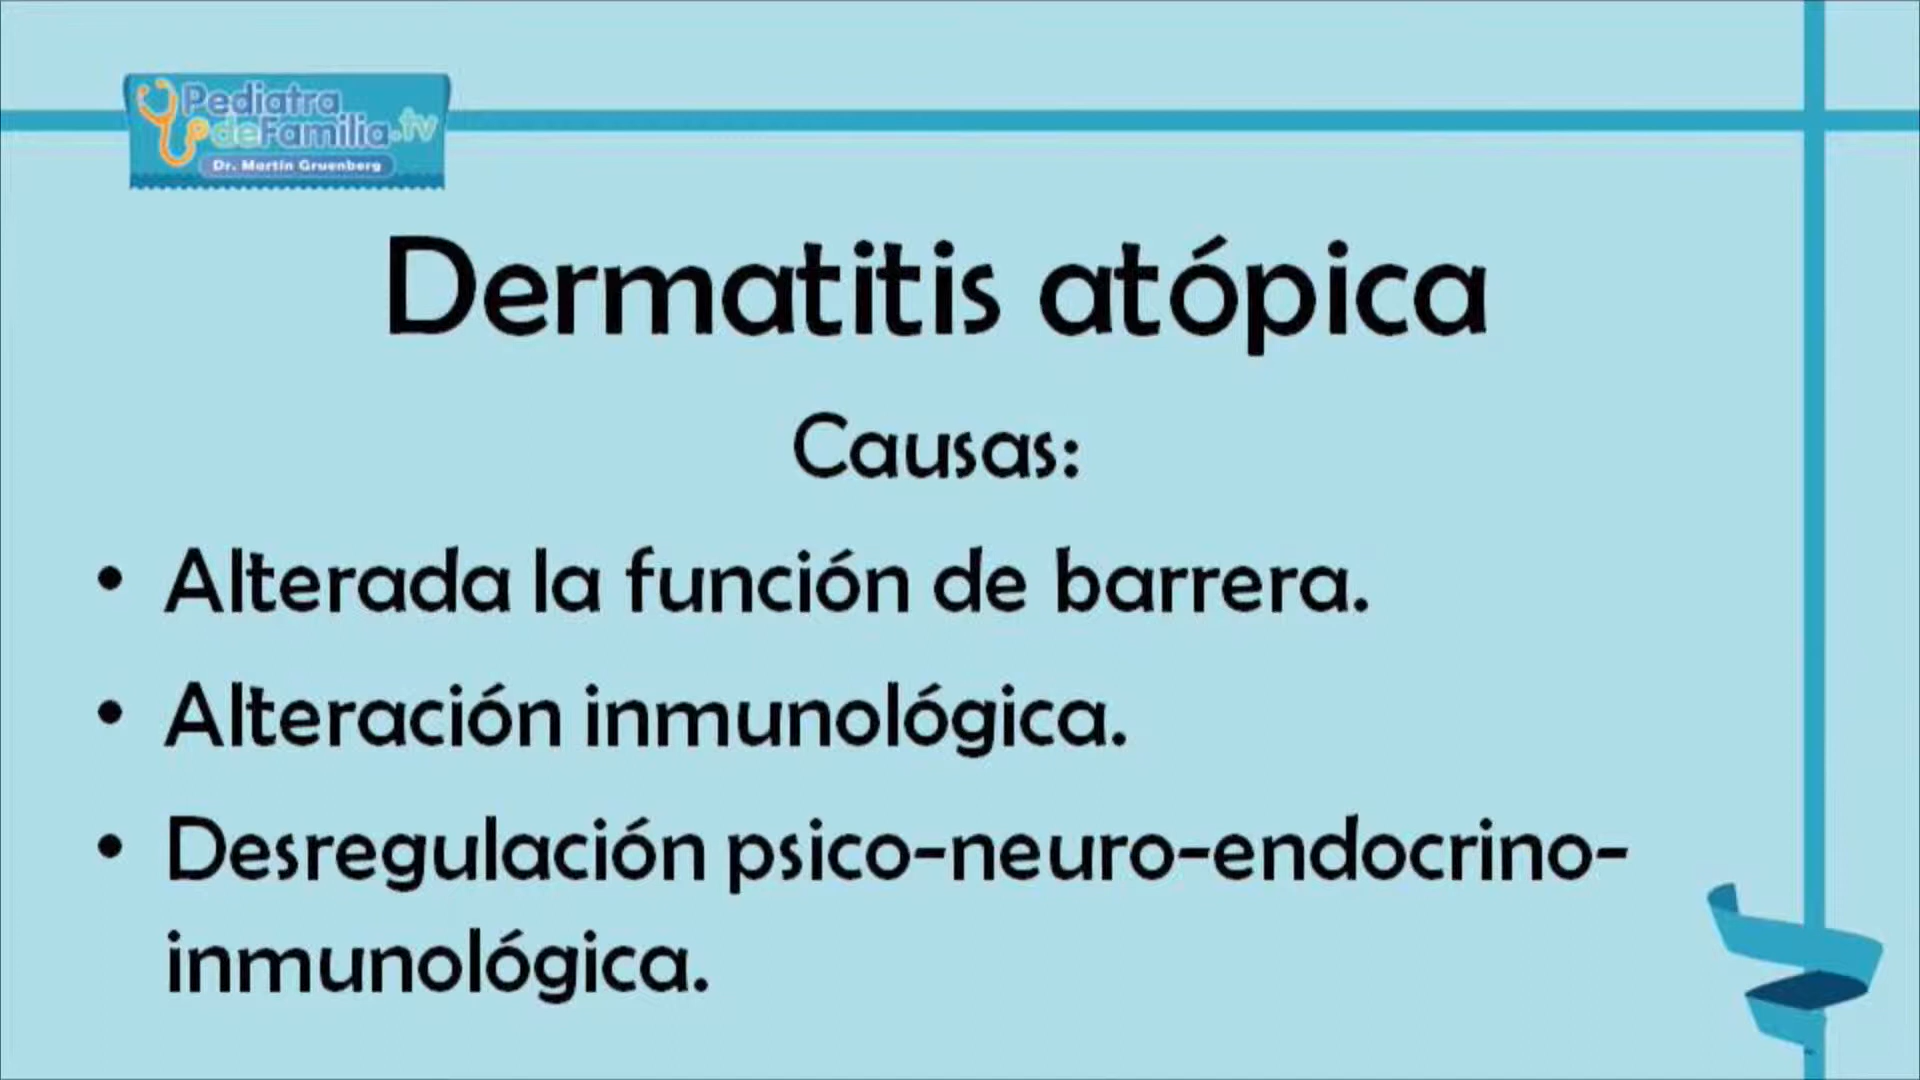 Pediatra
deFamilia.tv
Dr. Martín Gruenberg
Dermatitis atópica
Causas:
• Alterada la función de barrera.
• Alteración inmunológica.
• Desregulación psico-neuro-endocrino-
inmunológica.